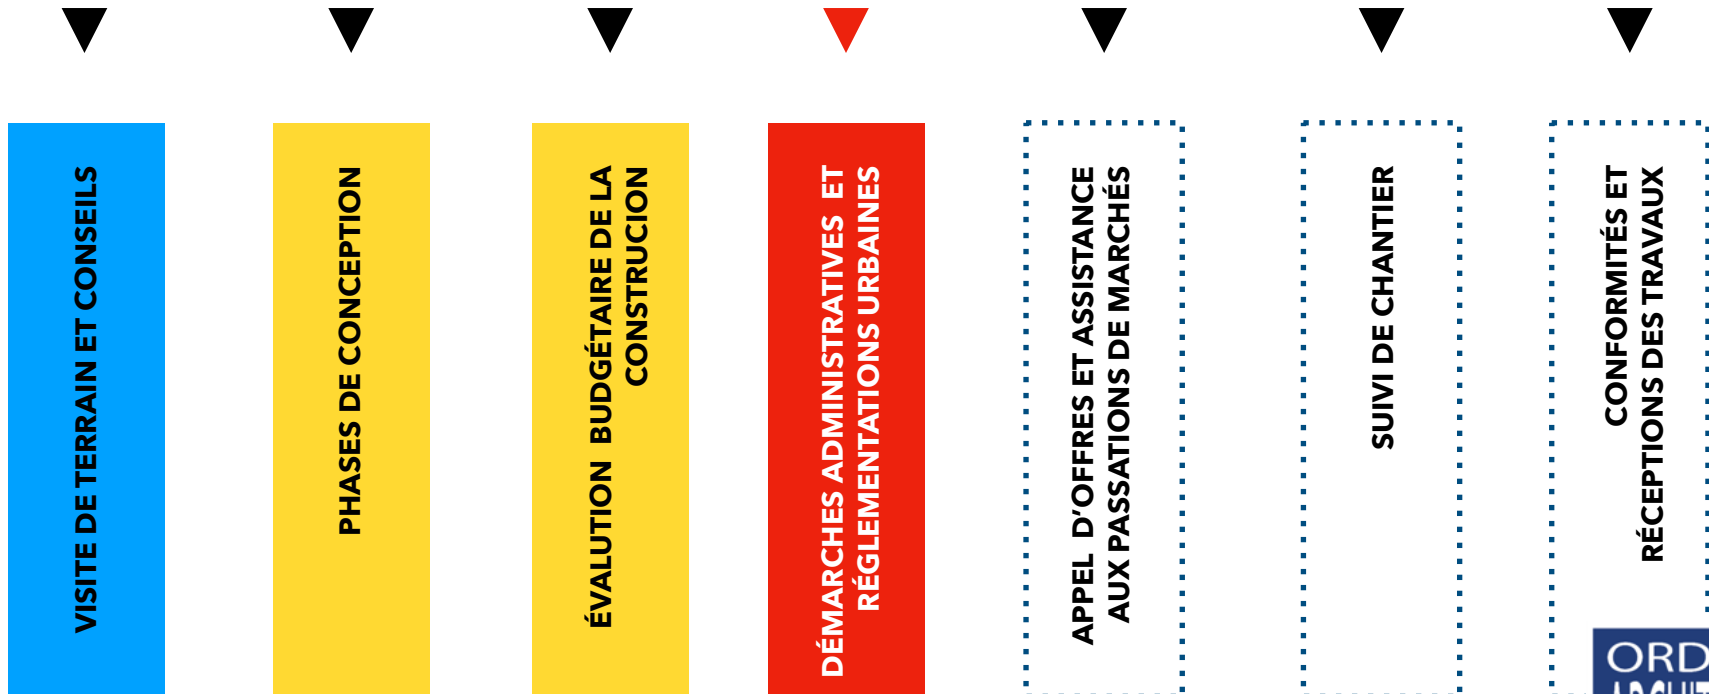 VISITE DE TERRAIN ET CONSEILS
PHASES DE CONCEPTION
ÉVALUTION BUDGÉTAIRE DE LA
CONSTRUCION
DÉMARCHES ADMINISTRATIVES ET
RÉGLEMENTATIONS URBAINES
APPEL D'OFFRES ET ASSISTANCE
AUX PASSATIONS DE MARCHÉS
SUIVI DE CHANTIER
CONFORMITÉS ET
RÉCEPTIONS DES TRAVAUX
ORD